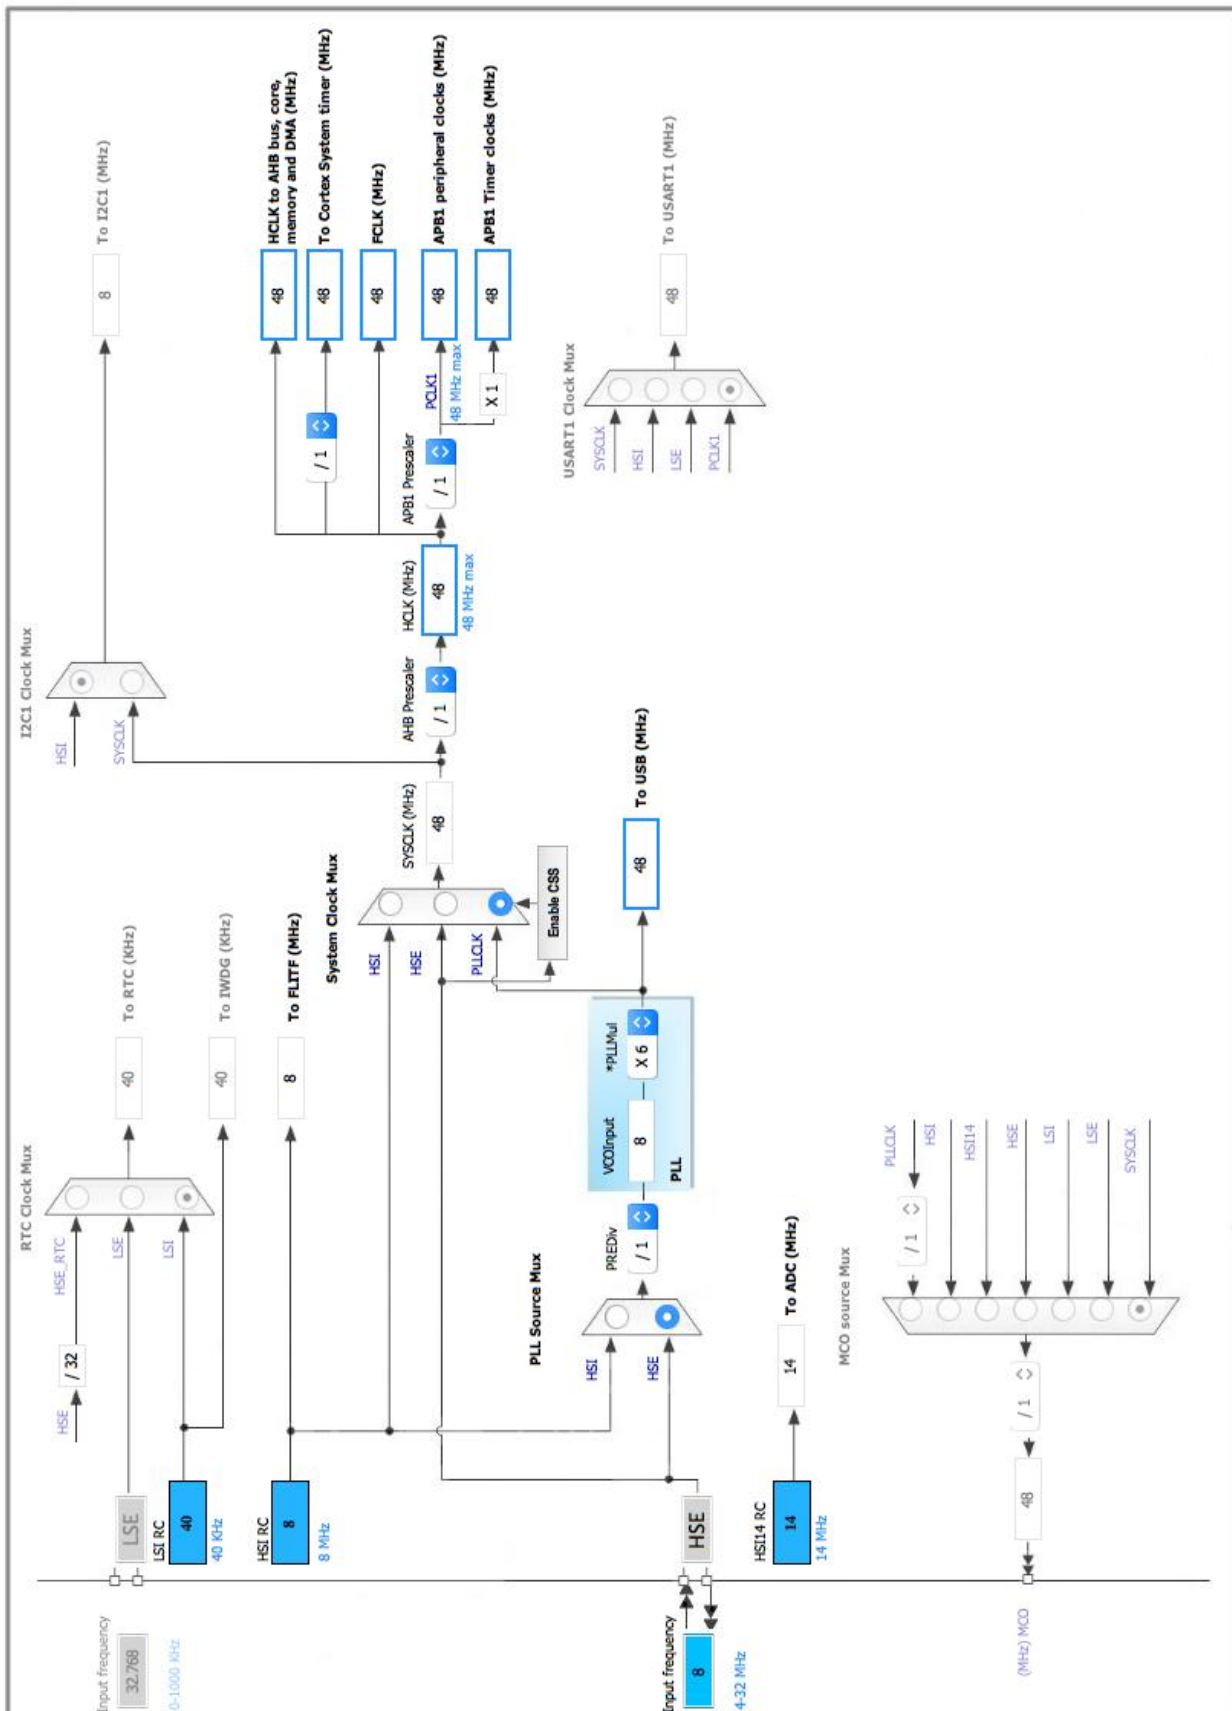 I2C1 Clock Mux
HSI
SYSCLK
8
To I2C1 (MHz)
RTC Clock Mux
HSE
/ 32
HSE_RTC
LSE
LSI
40
To RTC (KHz)
40
To IWDG (KHz)
Input frequency
32.768
0-1000 KHz
LSE
LSI RC
40
40 KHz
HSI RC
8
8 MHz
8
To FLITF (MHz)
System Clock Mux
HSI
HSE
PLLCLK
Enable CSS
SYSCLK (MHz)
48
AHB Prescaler
/ 1
HCLK (MHz)
48
48 MHz max
APB1 Prescaler
/ 1
PCLK1
48 MHz max
X 1
/ 1
48
HCLK to AHB bus, core,
memory and DMA (MHz)
48
To Cortex System timer (MHz)
48
FCLK (MHz)
48
APB1 peripheral clocks (MHz)
48
APB1 Timer clocks (MHz)
PLL Source Mux
HSI
HSE
PREDiv
/ 1
VCOInput
8
*PLLMul
X 6
PLL
48
To USB (MHz)
USART1 Clock Mux
SYSCLK
HSI
LSE
PCLK1
48
To USART1 (MHz)
Input frequency
8
4-32 MHz
HSE
HSI14 RC
14
14 MHz
14
To ADC (MHz)
MCO source Mux
(MHz) MCO
48
/ 1
/ 1
PLLCLK
HSI
HSI14
HSE
LSI
LSE
SYSCLK